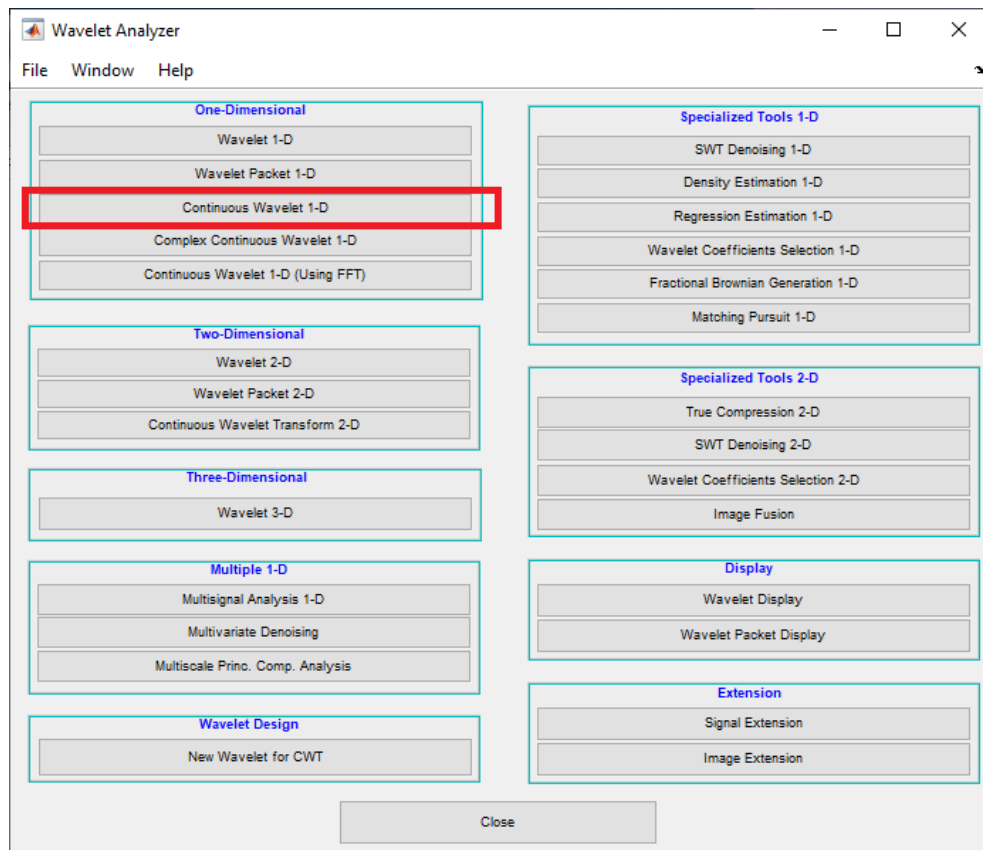 Wavelet Analyzer
File Window Help
One-Dimensional
Wavelet 1-D
Wavelet Packet 1-D
Continuous Wavelet 1-D
Complex Continuous Wavelet 1-D
Continuous Wavelet 1-D (Using FFT)
Two-Dimensional
Wavelet 2-D
Wavelet Packet 2-D
Continuous Wavelet Transform 2-D
Three-Dimensional
Wavelet 3-D
Multiple 1-D
Multisignal Analysis 1-D
Multivariate Denoising
Multiscale Princ. Comp. Analysis
Wavelet Design
New Wavelet for CWT
Specialized Tools 1-D
SWT Denoising 1-D
Density Estimation 1-D
Regression Estimation 1-D
Wavelet Coefficients Selection 1-D
Fractional Brownian Generation 1-D
Matching Pursuit 1-D
Specialized Tools 2-D
True Compression 2-D
SWT Denoising 2-D
Wavelet Coefficients Selection 2-D
Image Fusion
Display
Wavelet Display
Wavelet Packet Display
Extension
Signal Extension
Image Extension
Close